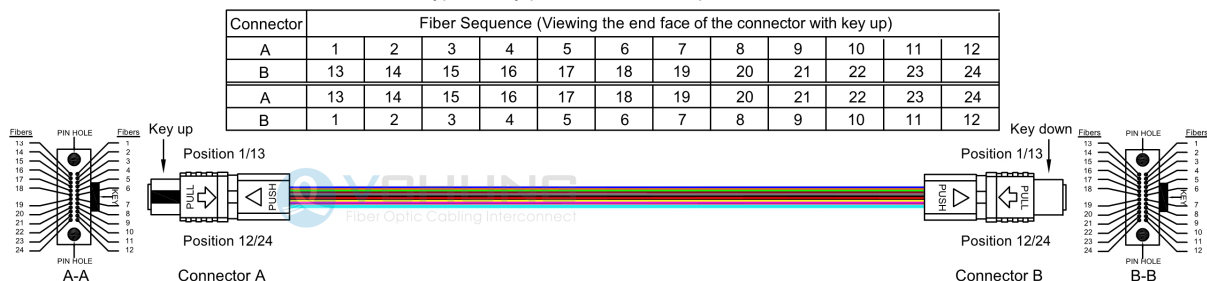 Connector Fiber Sequence (Viewing the end face of the connector with key up)
A 1 2 3 4 5 6 7 8 9 10 11 12
B 13 14 15 16 17 18 19 20 21 22 23 24
A 13 14 15 16 17 18 19 20 21 22 23 24
B 1 2 3 4 5 6 7 8 9 10 11 12
Fibers PIN HOLE Fibers
13 1
14 2
15 3
16 4
17 5
18 6
KEY
19 7
20 8
21 9
22 10
23 11
24 12
PIN HOLE
A-A
Key up
Position 1/13
PULL
PUSH
Position 12/24
Connector A
Fiber Optic Cabling Interconnect
Key down
Position 1/13
PUSH
PULL
Position 12/24
Connector B
Fibers PIN HOLE Fibers
13 1
14 2
15 3
16 4
17 5
18 6
KEY
19 7
20 8
21 9
22 10
23 11
24 12
PIN HOLE
B-B